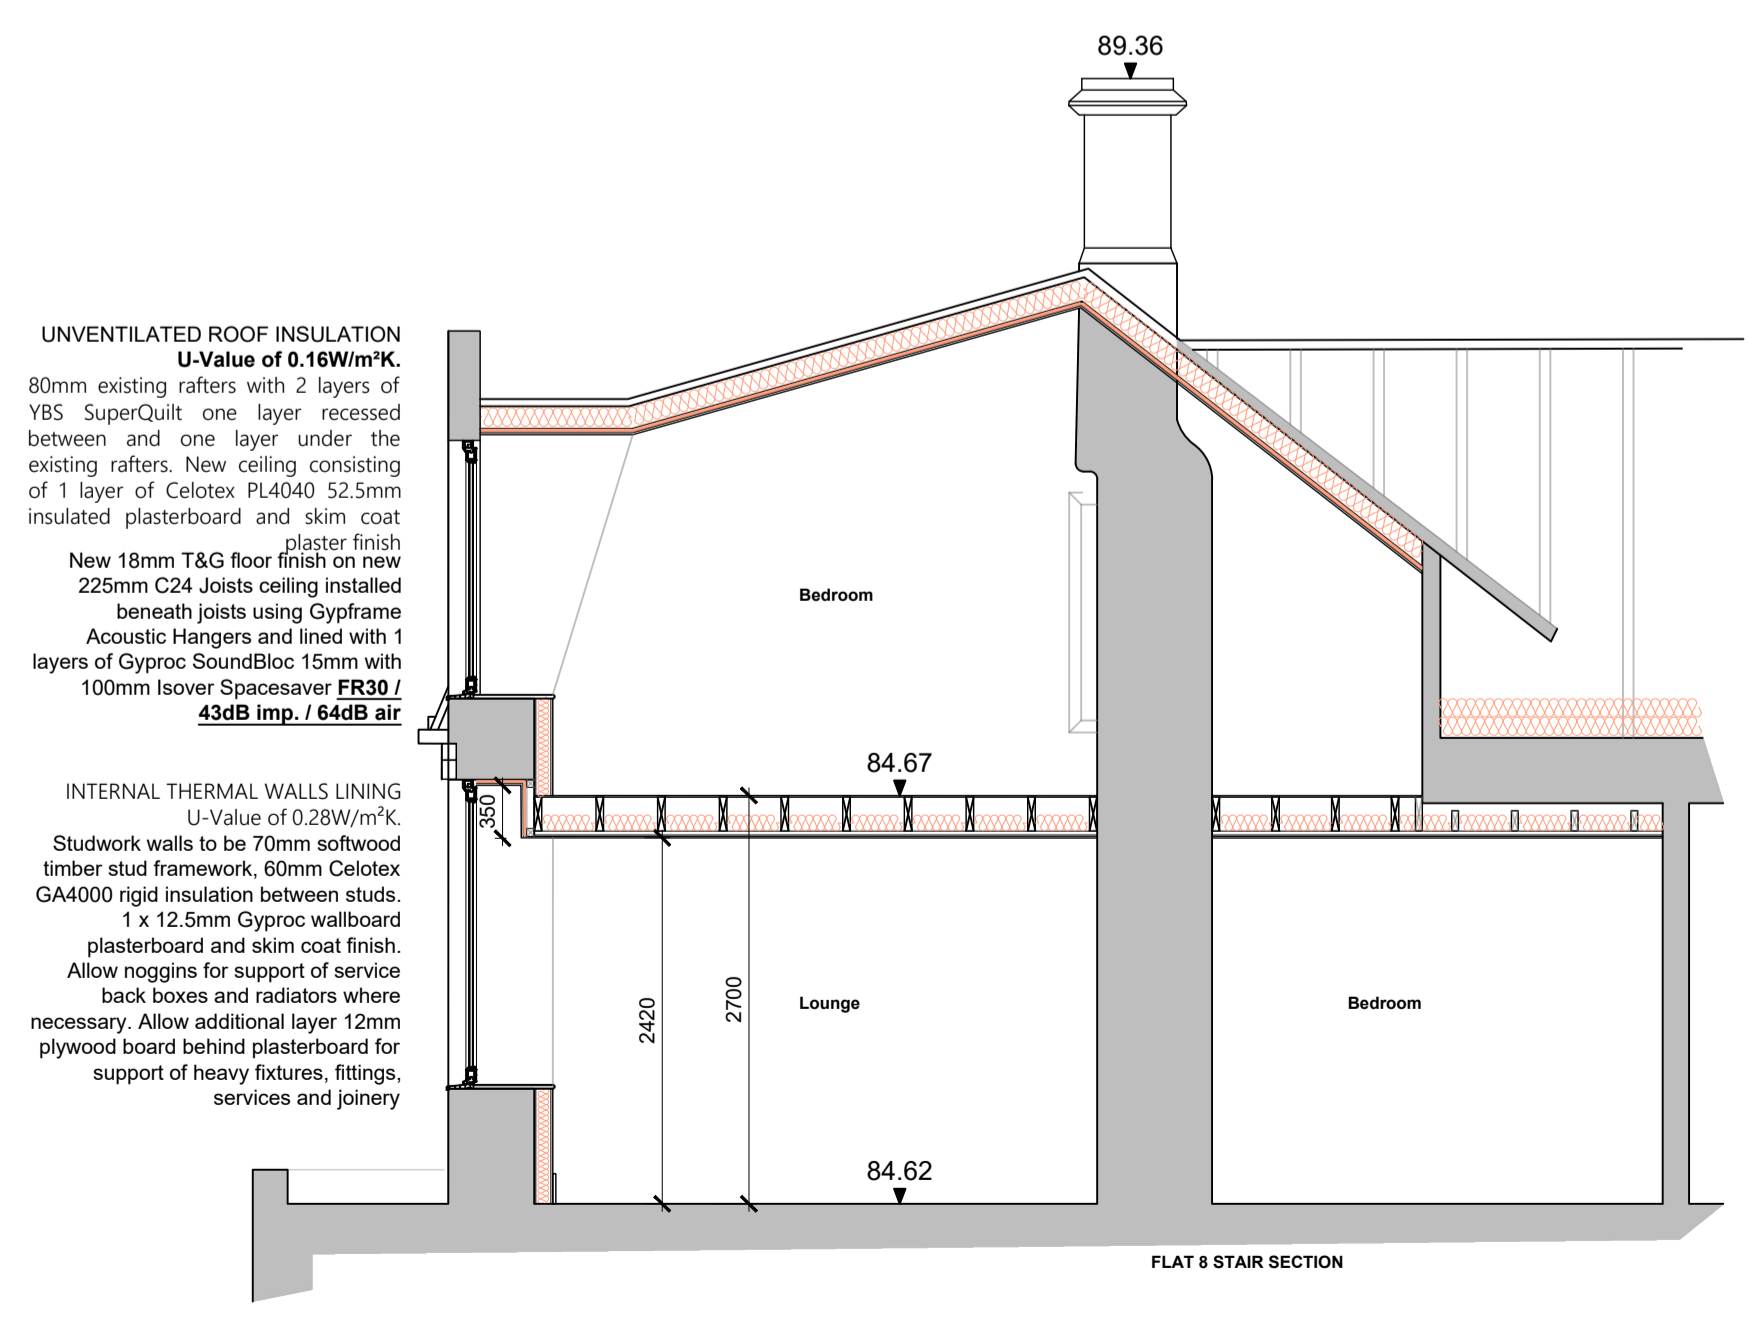 89.36
UNVENTILATED ROOF INSULATION
U-Value of 0.16W/m²K.
80mm existing rafters with 2 layers of
YBS SuperQuilt one layer recessed
between and one layer under the
existing rafters. New ceiling consisting
of 1 layer of Celotex PL4040 52.5mm
insulated plasterboard and skim coat
plaster finish
New 18mm T&G floor finish on new
225mm C24 Joists ceiling installed
beneath joists using Gypframe
Acoustic Hangers and lined with 1
layers of Gyproc SoundBloc 15mm with
100mm Isover Spacesaver FR30 /
43dB imp. / 64dB air
Bedroom
84.67
INTERNAL THERMAL WALLS LINING
U-Value of 0.28W/m²K.
Studwork walls to be 70mm softwood
timber stud framework, 60mm Celotex
GA4000 rigid insulation between studs.
1 x 12.5mm Gyproc wallboard
plasterboard and skim coat finish.
Allow noggins for support of service
back boxes and radiators where
necessary. Allow additional layer 12mm
plywood board behind plasterboard for
support of heavy fixtures, fittings,
services and joinery
350
2420
2700
Lounge
Bedroom
84.62
FLAT 8 STAIR SECTION